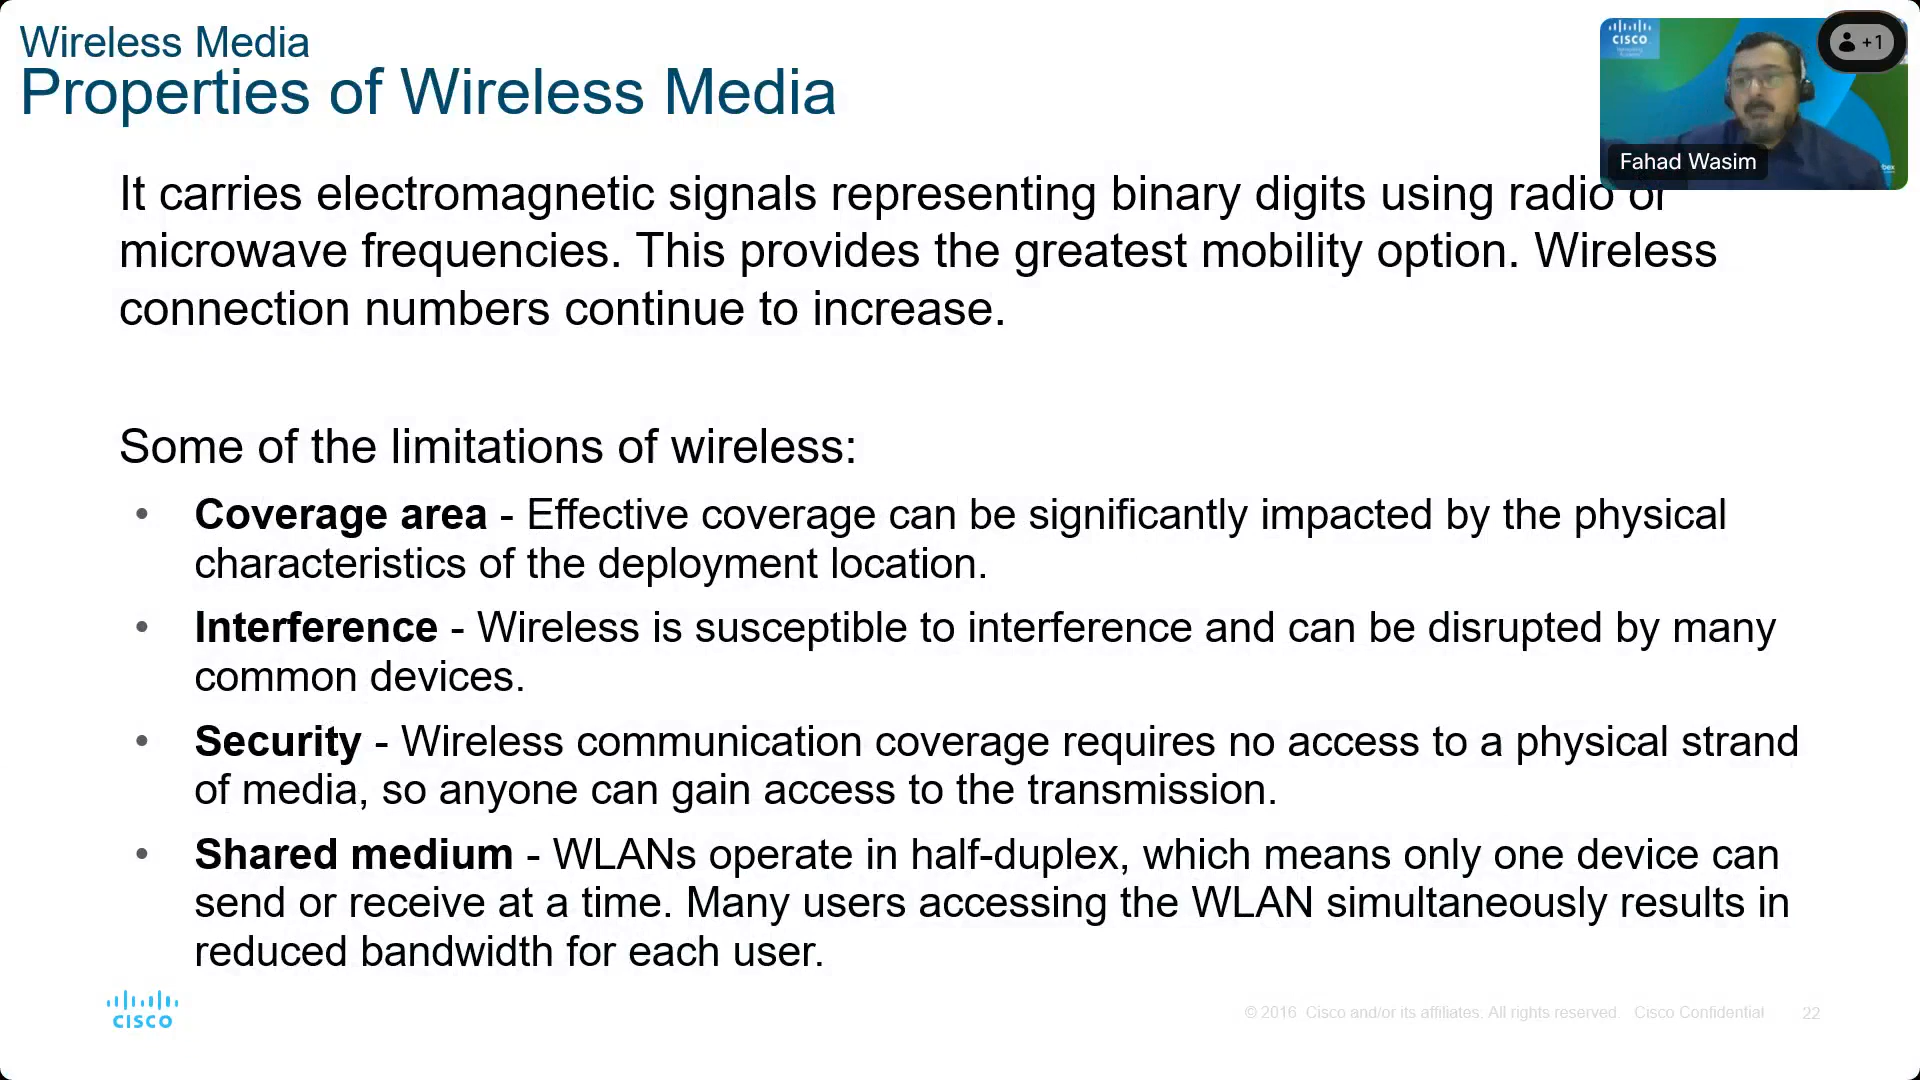 Wireless Media
Properties of Wireless Media
CISCO
+1
Fahad Wasim
It carries electromagnetic signals representing binary digits using radio or
microwave frequencies. This provides the greatest mobility option. Wireless
connection numbers continue to increase.
Some of the limitations of wireless:
• Coverage area - Effective coverage can be significantly impacted by the physical
characteristics of the deployment location.
• Interference - Wireless is susceptible to interference and can be disrupted by many
common devices.
• Security - Wireless communication coverage requires no access to a physical strand
of media, so anyone can gain access to the transmission.
• Shared medium - WLANs operate in half-duplex, which means only one device can
send or receive at a time. Many users accessing the WLAN simultaneously results in
reduced bandwidth for each user.
CISCO
© 2016 Cisco and/or its affiliates. All rights reserved. Cisco Confidential 22